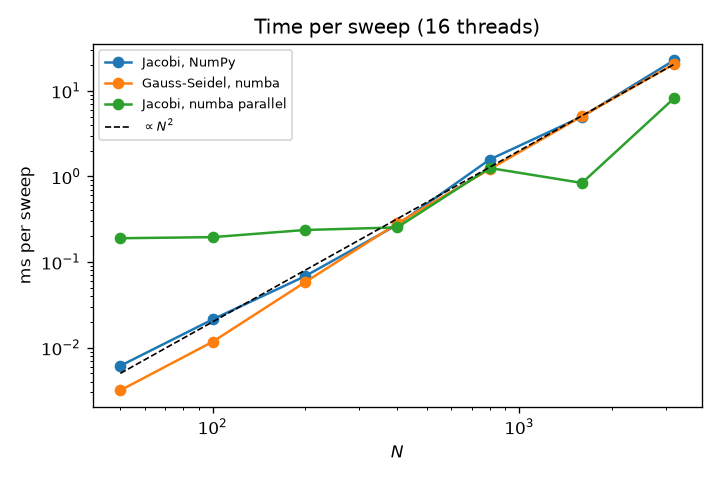 Time per sweep (16 threads)
Jacobi, NumPy
Gauss-Seidel, numba
Jacobi, numba parallel
∝ N²
ms per sweep
10¹
10⁰
10⁻¹
10⁻²
10²
10³
N